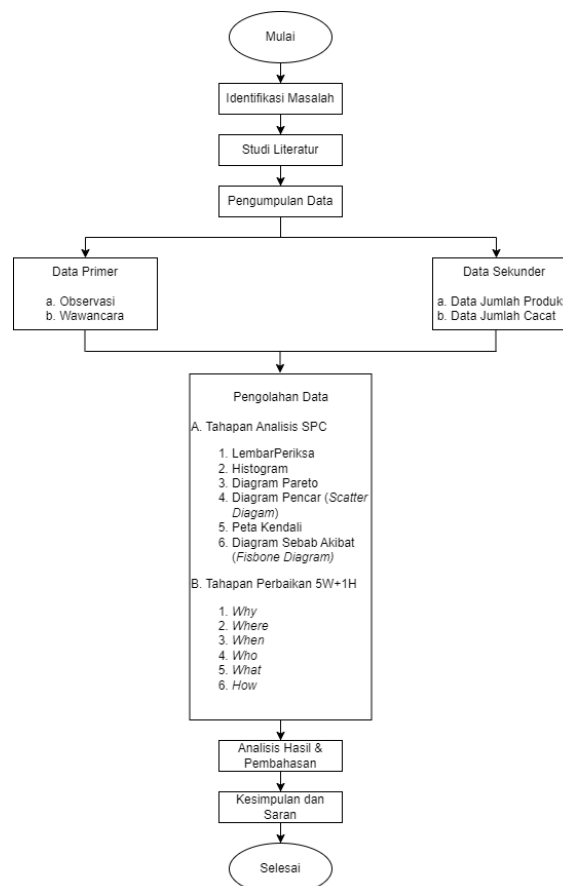 Mulai
Identifikasi Masalah
Studi Literatur
Pengumpulan Data
Data Primer
a. Observasi
b. Wawancara
Data Sekunder
a. Data Jumlah Produk
b. Data Jumlah Cacat
Pengolahan Data
A. Tahapan Analisis SPC
1. LembarPeriksa
2. Histogram
3. Diagram Pareto
4. Diagram Pencar (Scatter
Diagam)
5. Peta Kendali
6. Diagram Sebab Akibat
(Fisbone Diagram)
B. Tahapan Perbaikan 5W+1H
1. Why
2. Where
3. When
4. Who
5. What
6. How
Analisis Hasil &
Pembahasan
Kesimpulan dan
Saran
Selesai